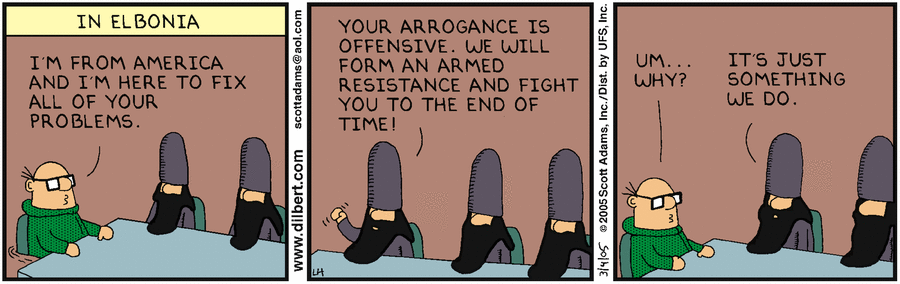 IN ELBONIA
I'M FROM AMERICA
AND I'M HERE TO FIX
ALL OF YOUR
PROBLEMS.
www.dilbert.com
scottadams@aol.com
YOUR ARROGANCE IS
OFFENSIVE. WE WILL
FORM AN ARMED
RESISTANCE AND FIGHT
YOU TO THE END OF
TIME!
LH
3/4/05 ©2005 Scott Adams, Inc./Dist. by UFS, Inc.
UM...
WHY?
IT'S JUST
SOMETHING
WE DO.